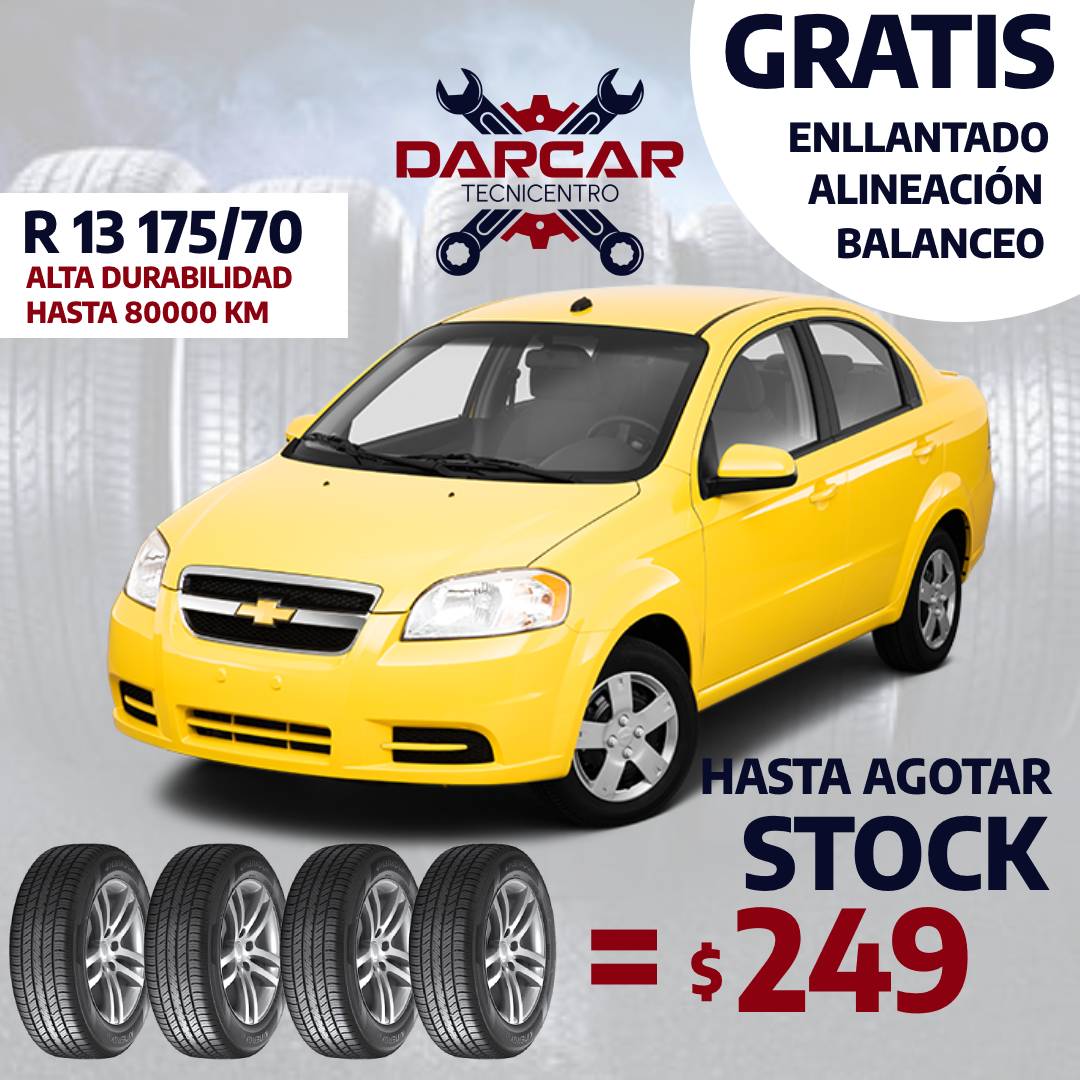 GRATIS
ENLLANTADO
ALINEACIÓN
BALANCEO
DARCAR
TECNICENTRO
R 13 175/70
ALTA DURABILIDAD
HASTA 80000 KM
HASTA AGOTAR
STOCK
= $249